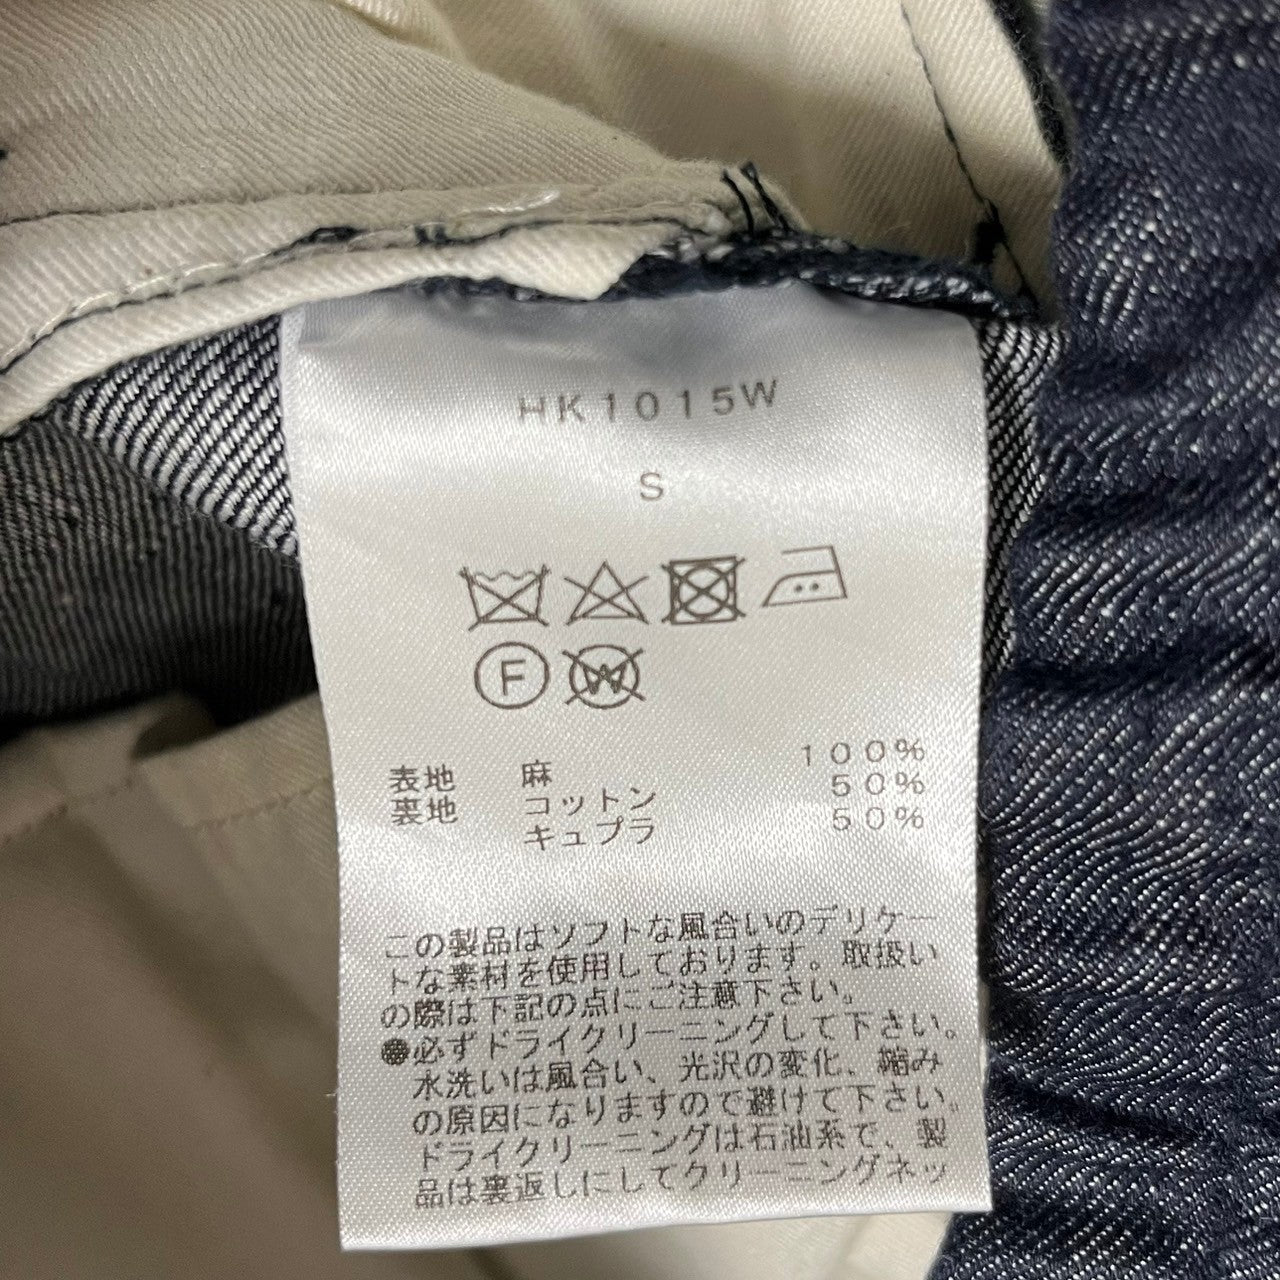 HK1015W
S
F
W
表地 麻 100%
裏地 コットン 50%
キュプラ 50%
この製品はソフトな風合いのデリケー
トな素材を使用しております。取扱い
の際は下記の点にご注意下さい。
●必ずドライクリーニングして下さい。
水洗いは風合い、光沢の変化、縮み
の原因になりますので避けて下さい。
ドライクリーニングは石油系で、製
品は裏返しにしてクリーニングネッ